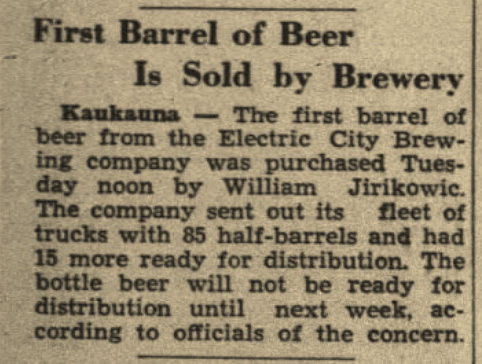 First Barrel of Beer
Is Sold by Brewery
Kaukauna — The first barrel of
beer from the Electric City Brew-
ing company was purchased Tues-
day noon by William Jirikowic.
The company sent out its fleet of
trucks with 85 half-barrels and had
15 more ready for distribution. The
bottle beer will not be ready for
distribution until next week, ac-
cording to officials of the concern.